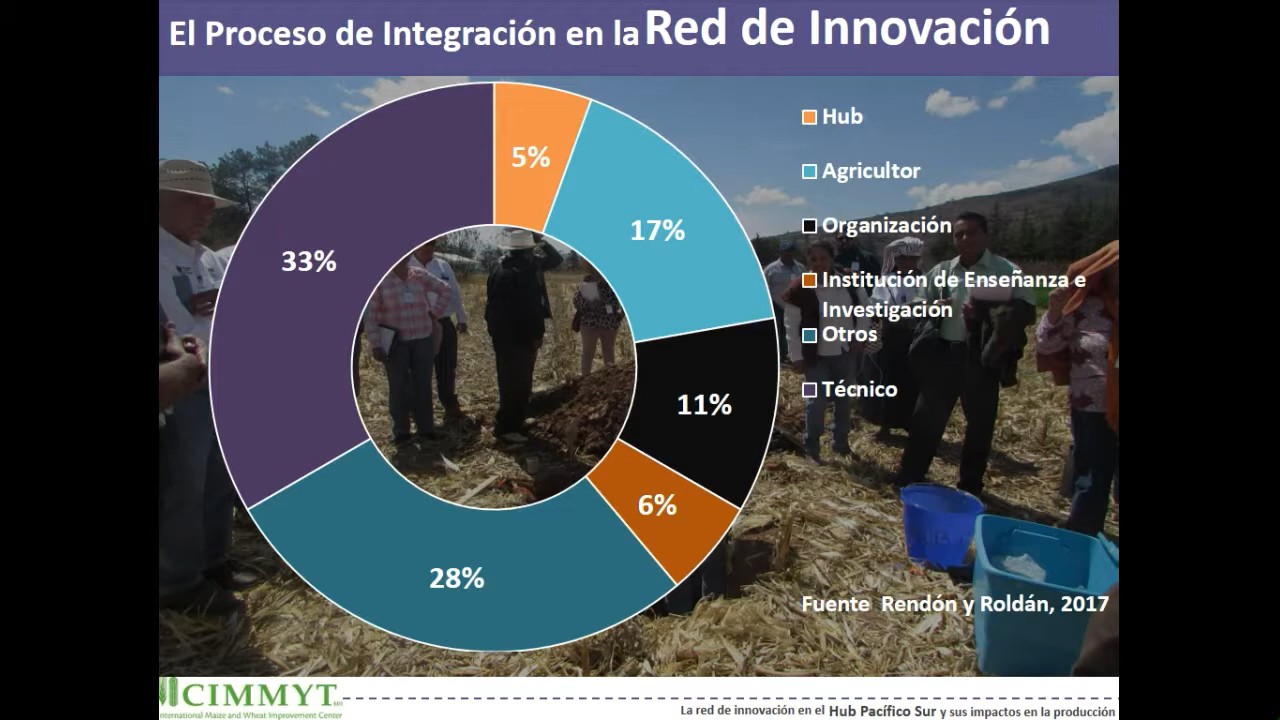 El Proceso de Integración en la Red de Innovación
5%
17%
11%
6%
28%
33%
Hub
Agricultor
Organización
Institución de Enseñanza e
Investigación
Otros
Técnico
Fuente Rendón y Roldán, 2017
CIMMYT
International Maize and Wheat Improvement Center
La red de innovación en el Hub Pacífico Sur y sus impactos en la producción